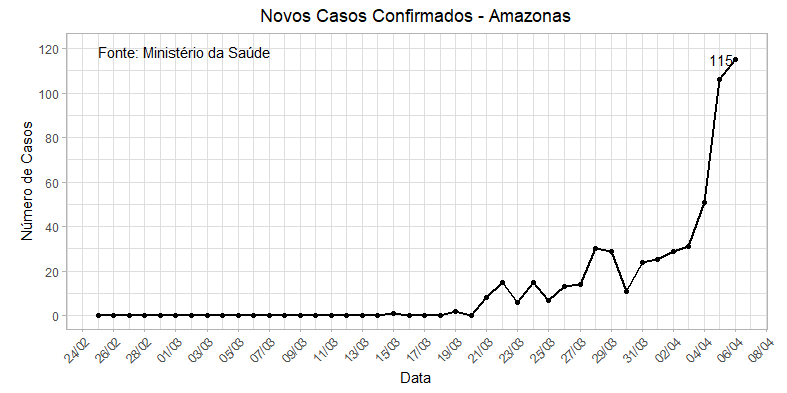 Novos Casos Confirmados - Amazonas
Fonte: Ministério da Saúde
115
Número de Casos
120
100
80
60
40
20
0
24/02 26/02 28/02 01/03 03/03 05/03 07/03 09/03 11/03 13/03 15/03 17/03 19/03 21/03 23/03 25/03 27/03 29/03 31/03 02/04 04/04 06/04 08/04
Data